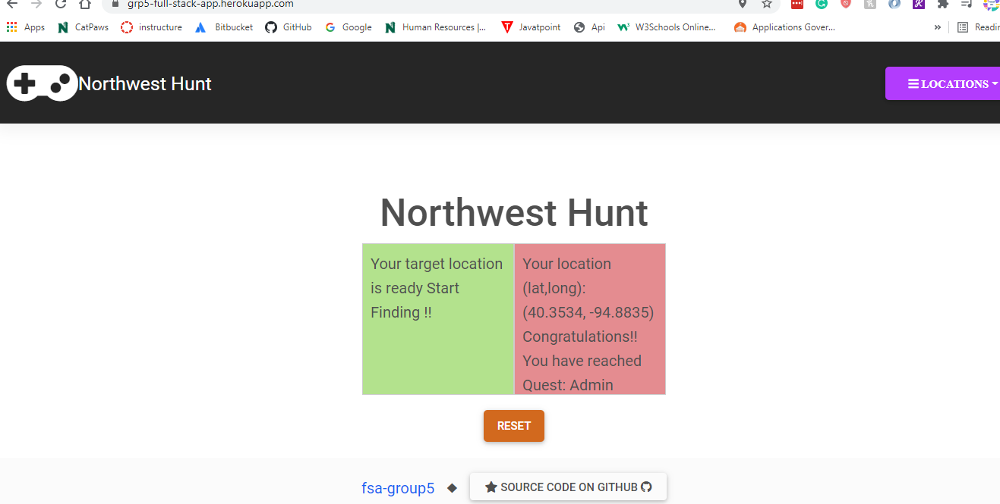 grp5-full-stack-app.herokuapp.com
Apps CatPaws instructure Bitbucket GitHub Google Human Resources |... Javatpoint Api W3Schools Online... Applications Gover... » Readin
Northwest Hunt
LOCATIONS
Northwest Hunt
Your target location
is ready Start
Finding !!
Your location
(lat,long):
(40.3534, -94.8835)
Congratulations!!
You have reached
Quest: Admin
RESET
fsa-group5 ◆ SOURCE CODE ON GITHUB